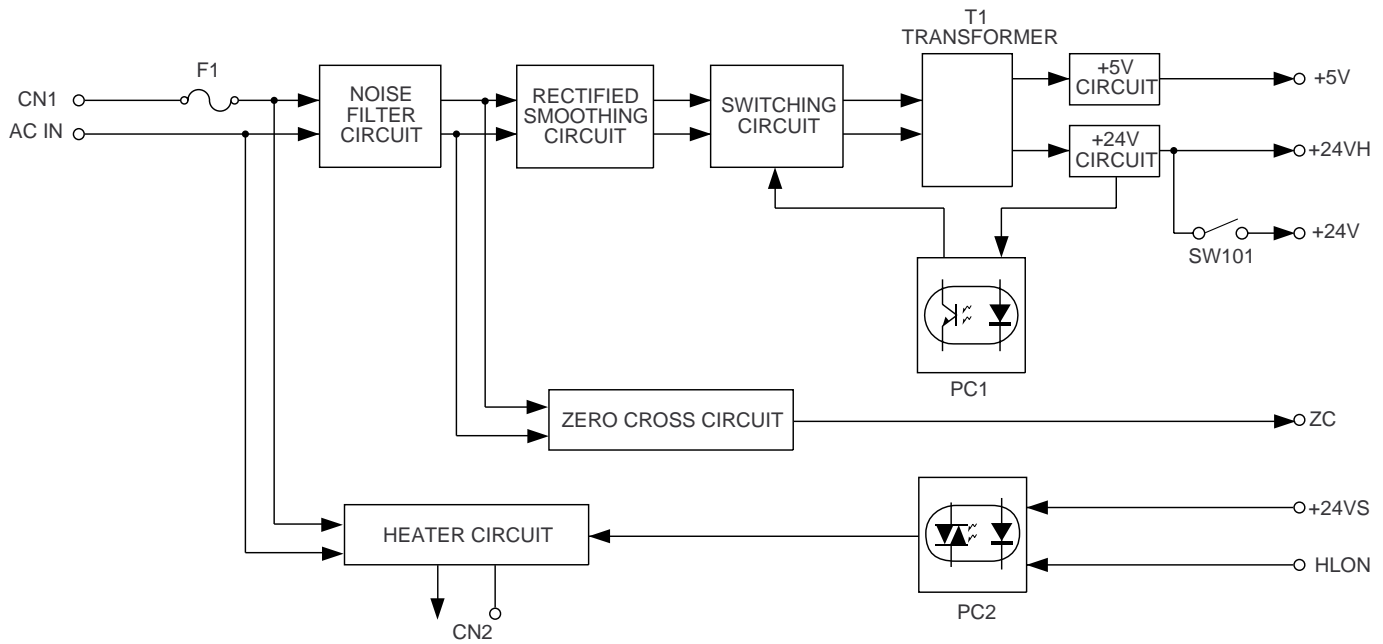 T1
TRANSFORMER
F1
CN1
AC IN
NOISE
FILTER
CIRCUIT
RECTIFIED
SMOOTHING
CIRCUIT
SWITCHING
CIRCUIT
+5V
CIRCUIT
+5V
+24V
CIRCUIT
+24VH
+24V
SW101
PC1
ZERO CROSS CIRCUIT
ZC
HEATER CIRCUIT
+24VS
HLON
PC2
CN2